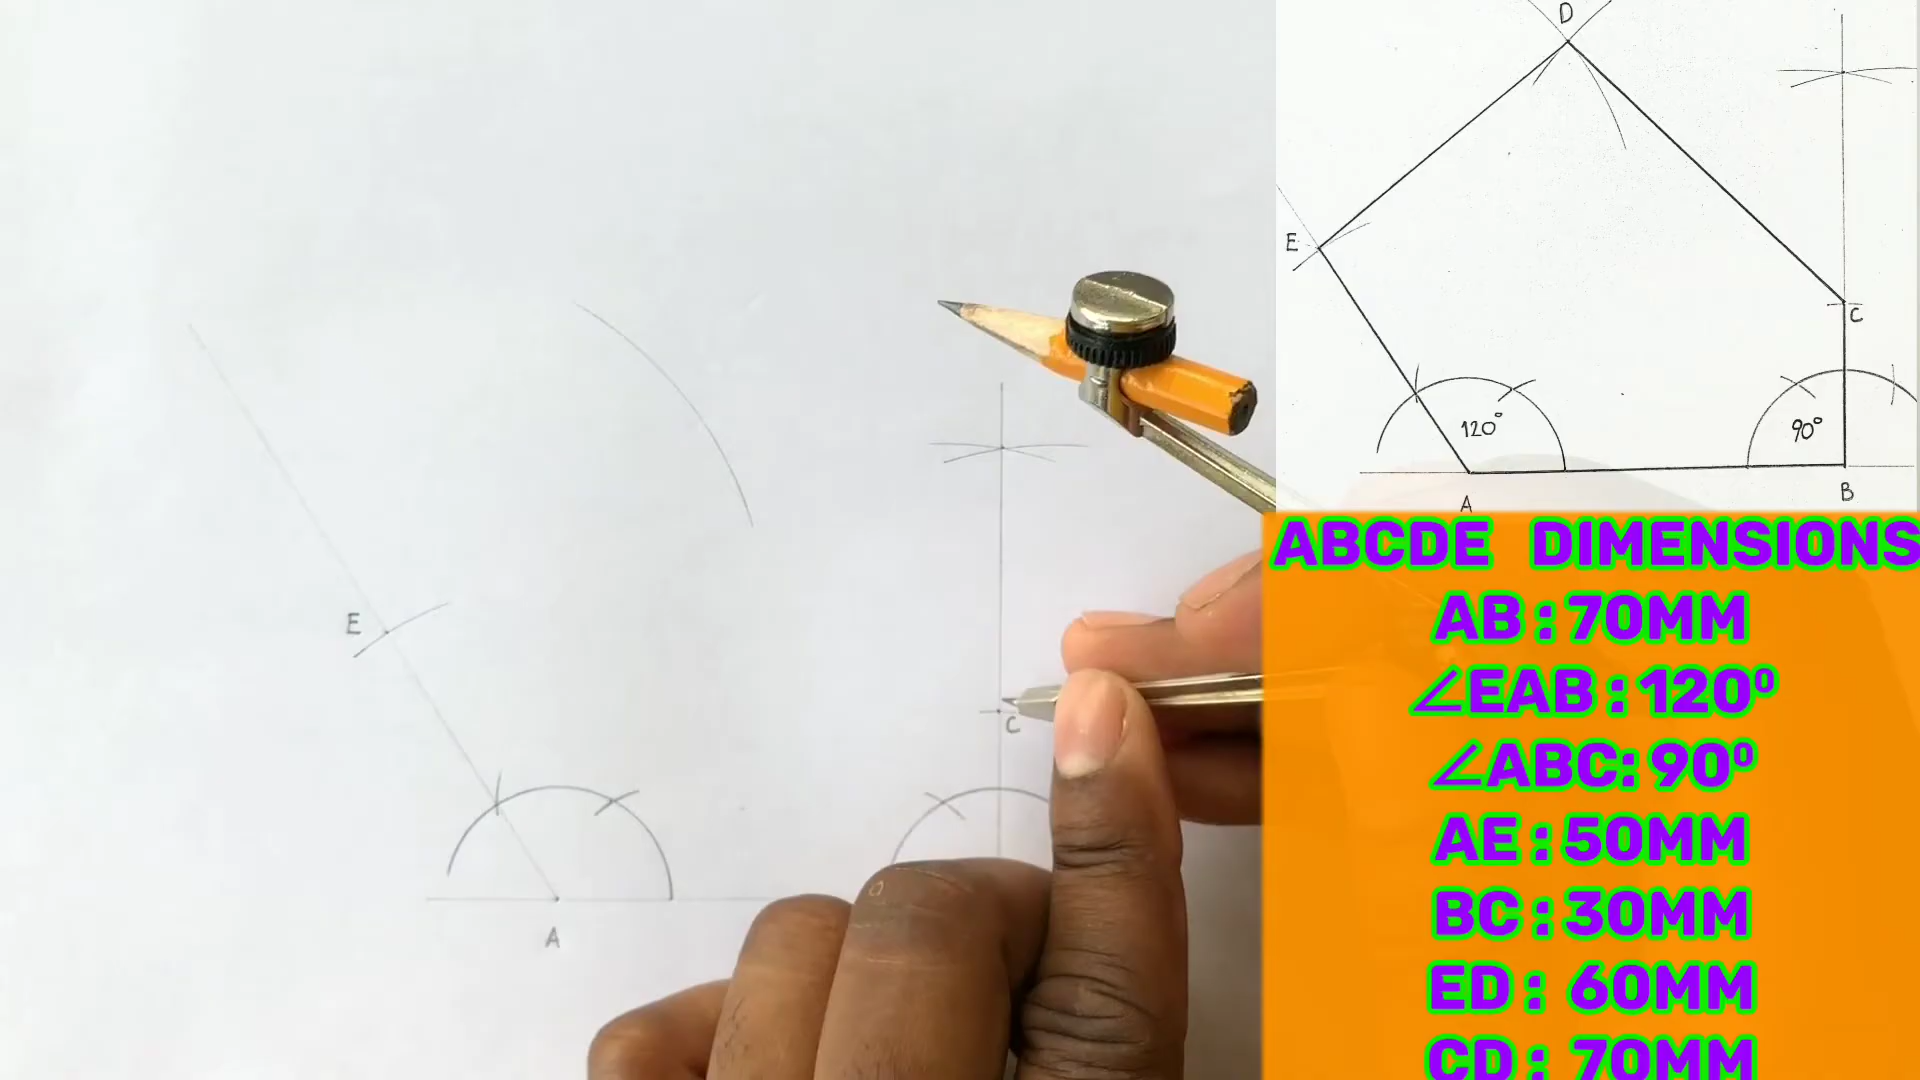 E
C
A
D
E
C
120°
90°
A
B
ABCDE DIMENSIONS
AB : 70MM
∠EAB : 120⁰
∠ABC: 90⁰
AE : 50MM
BC : 30MM
ED : 60MM
CD : 70MM